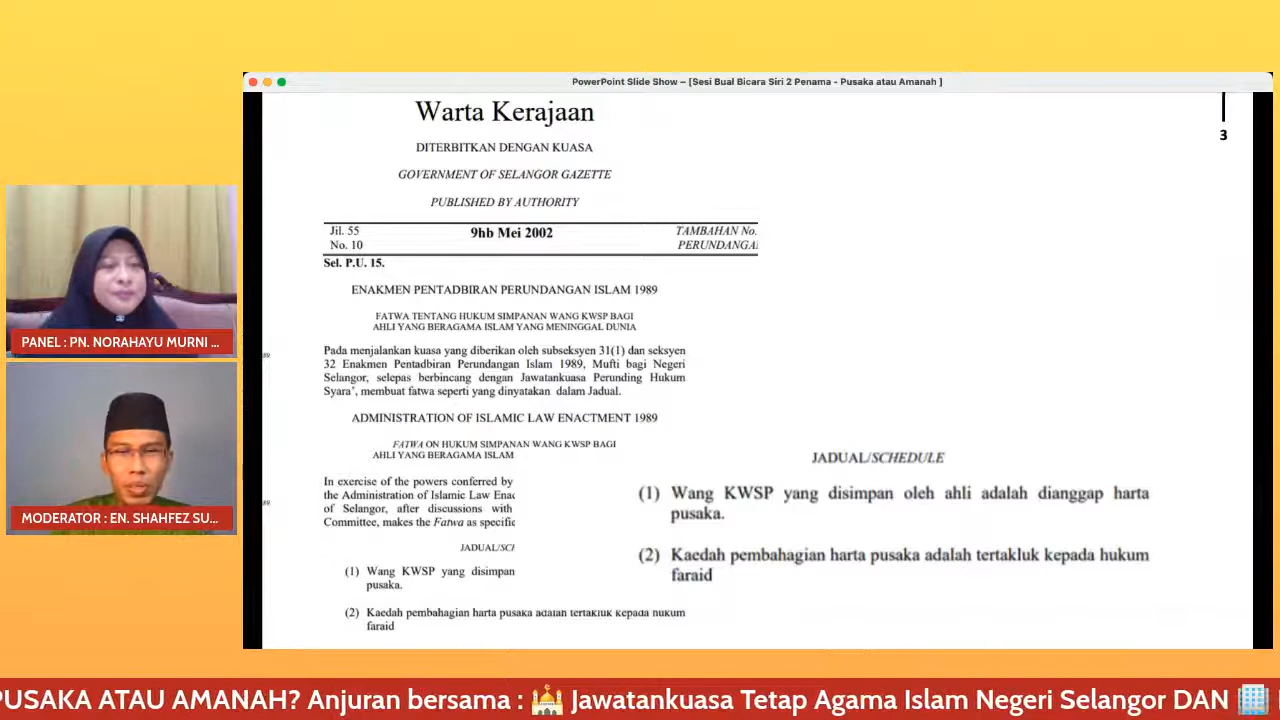 PowerPoint Slide Show – [Sesi Bual Bicara Siri 2 Penama - Pusaka atau Amanah ]
3
Warta Kerajaan
DITERBITKAN DENGAN KUASA
GOVERNMENT OF SELANGOR GAZETTE
PUBLISHED BY AUTHORITY
Jil. 55
No. 10
9hb Mei 2002
TAMBAHAN No.
PERUNDANGA
Sel. P.U. 15.
ENAKMEN PENTADBIRAN PERUNDANGAN ISLAM 1989
FATWA TENTANG HUKUM SIMPANAN WANG KWSP BAGI
AHLI YANG BERAGAMA ISLAM YANG MENINGGAL DUNIA
Pada menjalankan kuasa yang diberikan oleh subseksyen 31(1) dan seksyen
32 Enakmen Pentadbiran Perundangan Islam 1989, Mufti bagi Negeri
Selangor, selepas berbincang dengan Jawatankuasa Perunding Hukum
Syara', membuat fatwa seperti yang dinyatakan dalam Jadual.
ADMINISTRATION OF ISLAMIC LAW ENACTMENT 1989
FATWA ON HUKUM SIMPANAN WANG KWSP BAGI
AHLI YANG BERAGAMA ISLAM
In exercise of the powers conferred by
the Administration of Islamic Law Enac
of Selangor, after discussions with
Committee, makes the Fatwa as specific
JADUAL/SCH
(1) Wang KWSP yang disimpan
pusaka.
(2) Kaedah pembahagian harta pusaka adalah tertakluk kepada hukum
faraid
JADUAL/SCHEDULE
(1) Wang KWSP yang disimpan oleh ahli adalah dianggap harta
pusaka.
(2) Kaedah pembahagian harta pusaka adalah tertakluk kepada hukum
faraid
PANEL : PN. NORAHAYU MURNI ...
MODERATOR : EN. SHAHFEZ SU...
PUSAKA ATAU AMANAH? Anjuran bersama : 🕌 Jawatankuasa Tetap Agama Islam Negeri Selangor DAN 🏢